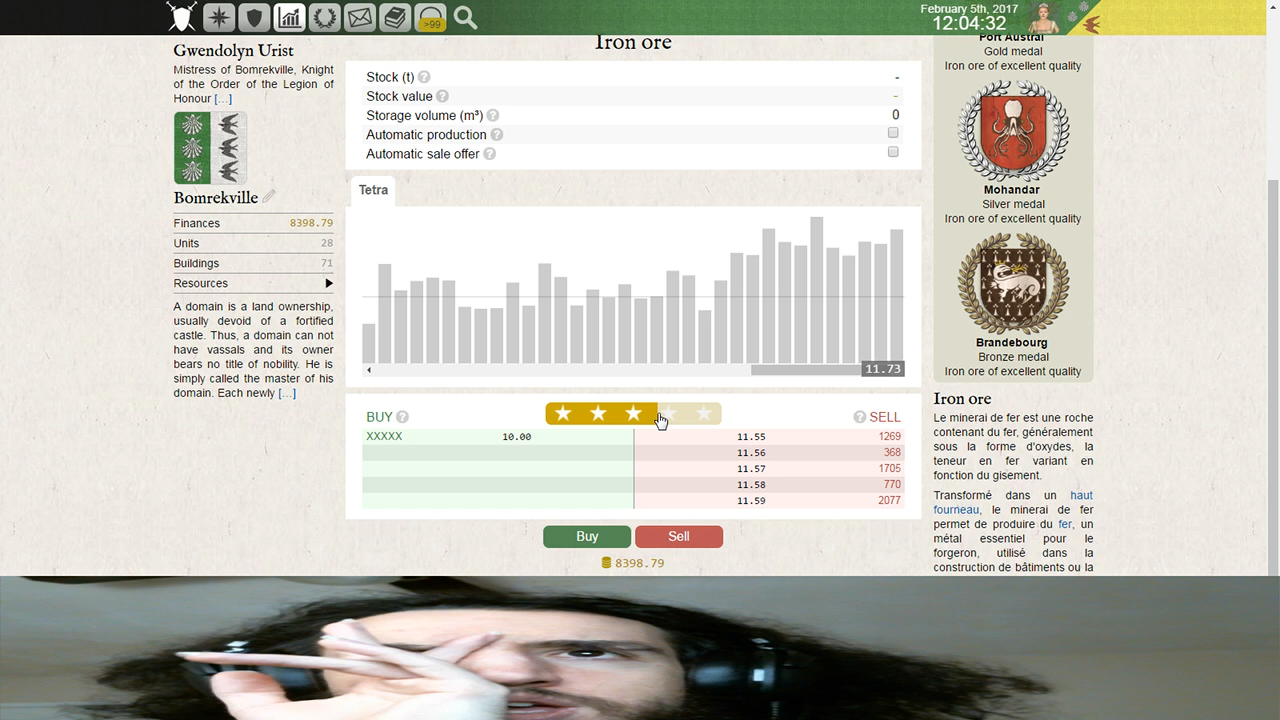 >99
February 5th, 2017
12:04:32
Gwendolyn Urist
Mistress of Bomrekville, Knight
of the Order of the Legion of
Honour [...]
Bomrekville
Finances 8398.79
Units 28
Buildings 71
Resources
A domain is a land ownership,
usually devoid of a fortified
castle. Thus, a domain can not
have vassals and its owner
bears no title of nobility. He is
simply called the master of his
domain. Each newly [...]
Iron ore
Stock (t) ? -
Stock value ? -
Storage volume (m³) ? 0
Automatic production ?
Automatic sale offer ?
Tetra
11.73
BUY ? ? SELL
XXXXX 10.00 11.55 1269
11.56 368
11.57 1705
11.58 770
11.59 2077
Buy Sell
8398.79
Port Austral
Gold medal
Iron ore of excellent quality
Mohandar
Silver medal
Iron ore of excellent quality
Brandebourg
Bronze medal
Iron ore of excellent quality
Iron ore
Le minerai de fer est une roche
contenant du fer, généralement
sous la forme d'oxydes, la
teneur en fer variant en
fonction du gisement.
Transformé dans un haut
fourneau, le minerai de fer
permet de produire du fer, un
métal essentiel pour le
forgeron, utilisé dans la
construction de bâtiments ou la